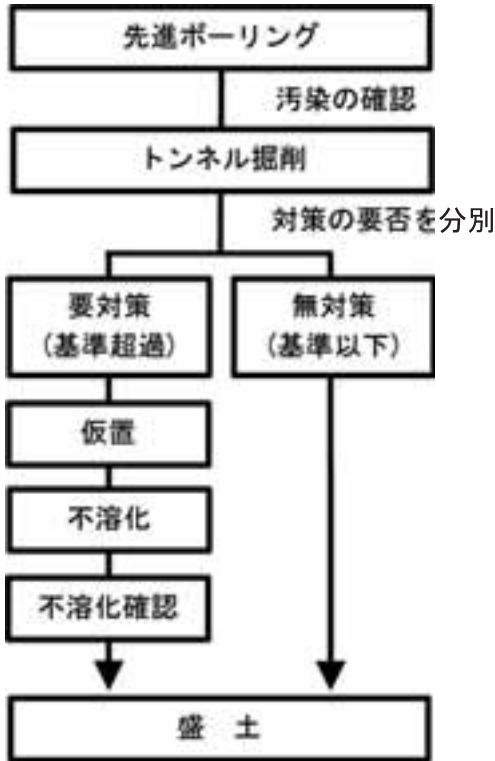 先進ボーリング
汚染の確認
トンネル掘削
対策の要否を分別
要対策
(基準超過)
無対策
(基準以下)
仮置
不溶化
不溶化確認
盛　土